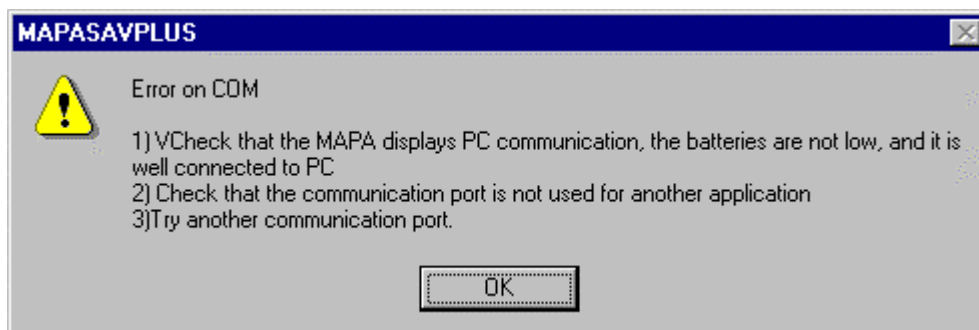 MAPASAVPLUS
Error on COM
1) VCheck that the MAPA displays PC communication, the batteries are not low, and it is
well connected to PC
2) Check that the communication port is not used for another application
3)Try another communication port.
OK